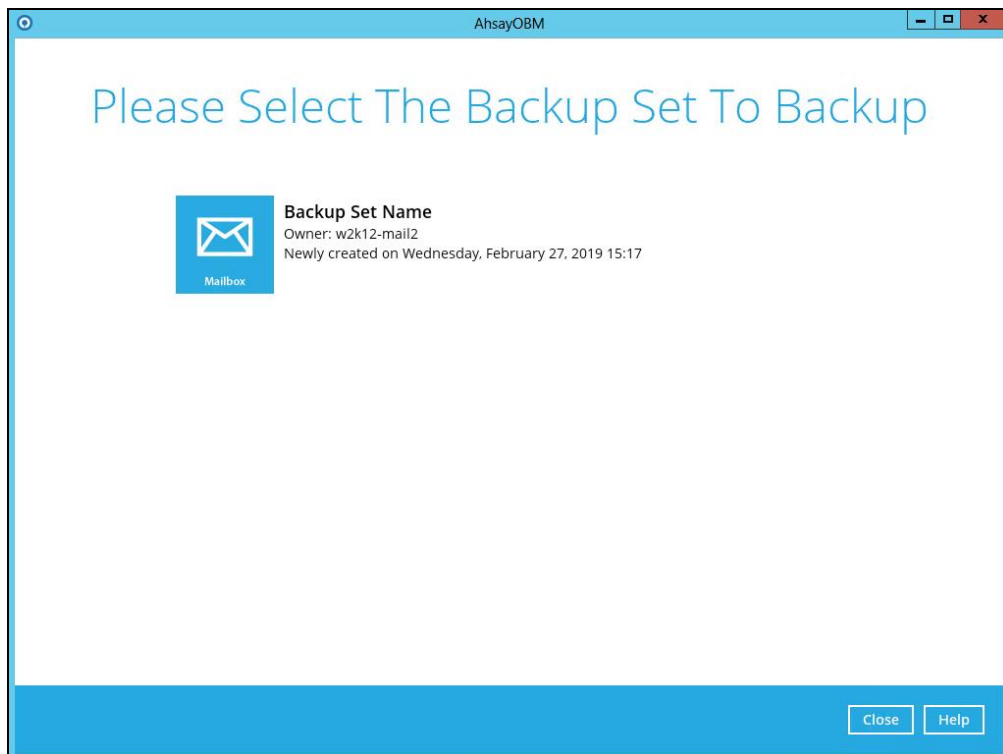 AhsayOBM
Please Select The Backup Set To Backup
Backup Set Name
Owner: w2k12-mail2
Newly created on Wednesday, February 27, 2019 15:17
Mailbox
Close
Help